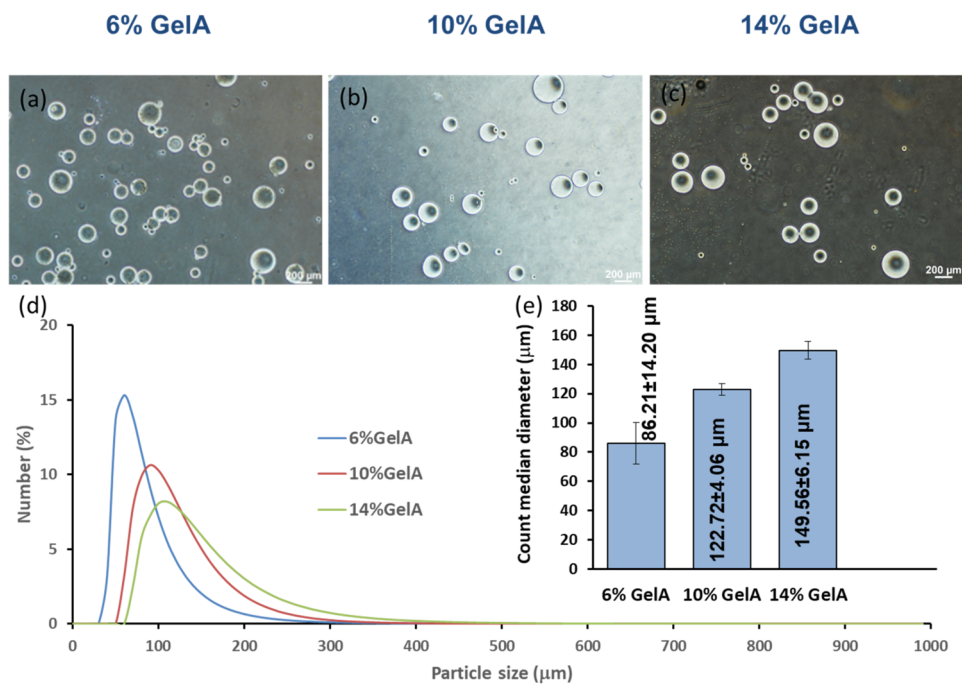 6% GelA
10% GelA
14% GelA
(a)
200 μm
(b)
200 μm
(c)
200 μm
(d)
20
15
10
5
0
Number (%)
0 100 200 300 400 500 600 700 800 900 1000
Particle size (μm)
6%GelA
10%GelA
14%GelA
(e)
180
160
140
120
100
80
60
40
20
0
Count median diameter (μm)
86.21±14.20 μm
122.72±4.06 μm
149.56±6.15 μm
6% GelA 10% GelA 14% GelA